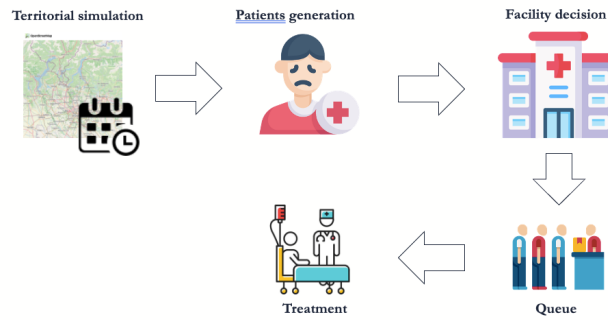 Territorial simulation
Patients generation
Facility decision
Treatment
Queue